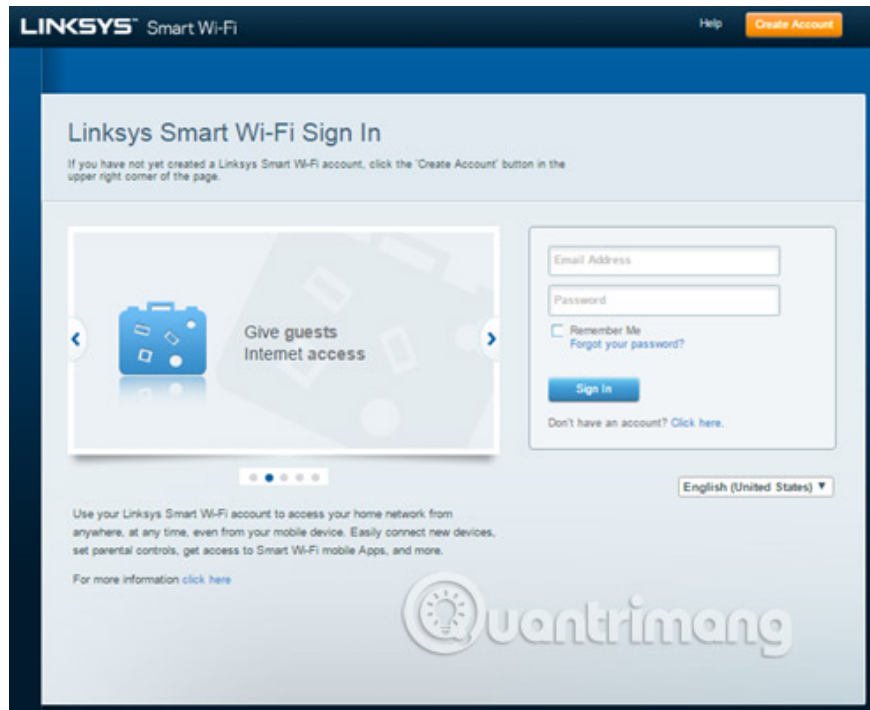 LINKSYS™ Smart Wi-Fi
Help
Create Account
Linksys Smart Wi-Fi Sign In
If you have not yet created a Linksys Smart Wi-Fi account, click the 'Create Account' button in the
upper right corner of the page.
Give guests
Internet access
Email Address
Password
Remember Me
Forgot your password?
Sign In
Don't have an account? Click here.
English (United States) ▼
Use your Linksys Smart Wi-Fi account to access your home network from
anywhere, at any time, even from your mobile device. Easily connect new devices,
set parental controls, get access to Smart Wi-Fi mobile Apps, and more.
For more information click here
Quantrimang